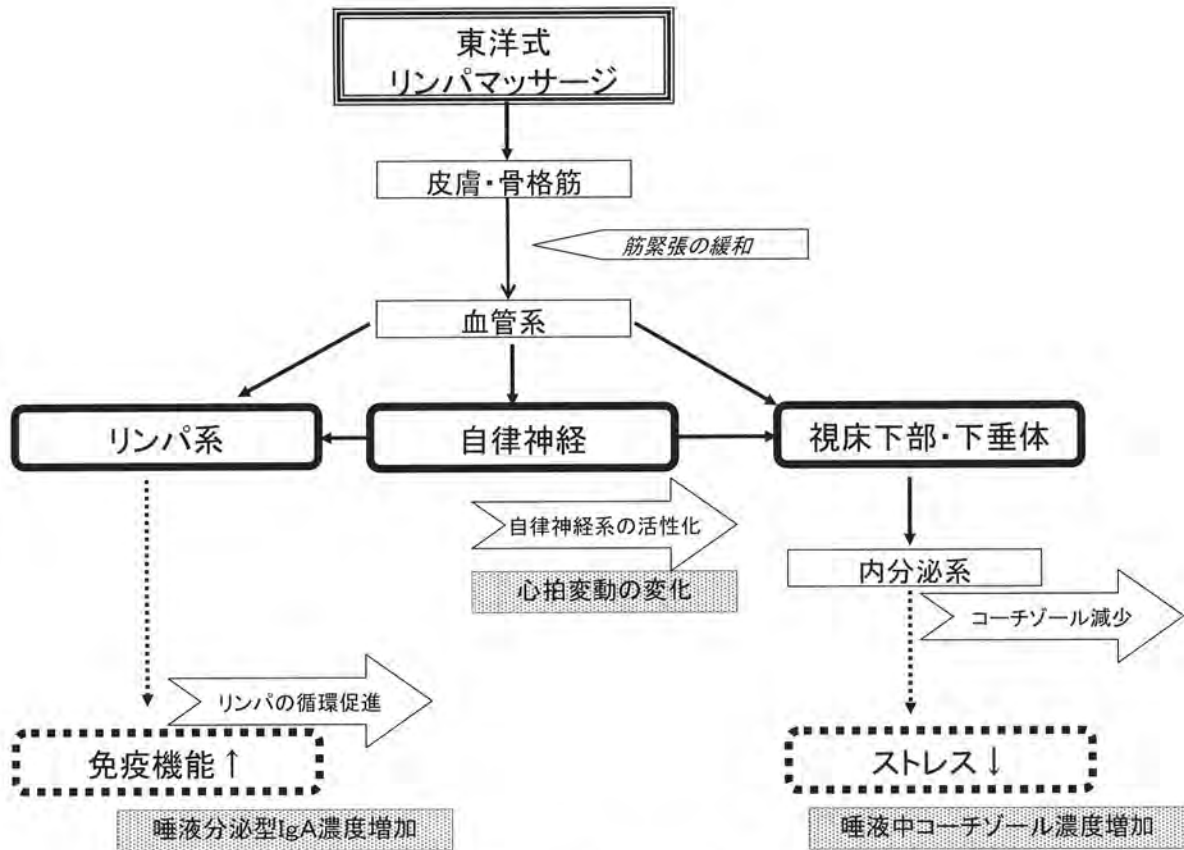 東洋式
リンパマッサージ
皮膚・骨格筋
筋緊張の緩和
血管系
リンパ系
自律神経
視床下部・下垂体
自律神経系の活性化
心拍変動の変化
内分泌系
コーチゾール減少
リンパの循環促進
免疫機能↑
ストレス↓
唾液分泌型IgA濃度増加
唾液中コーチゾール濃度増加